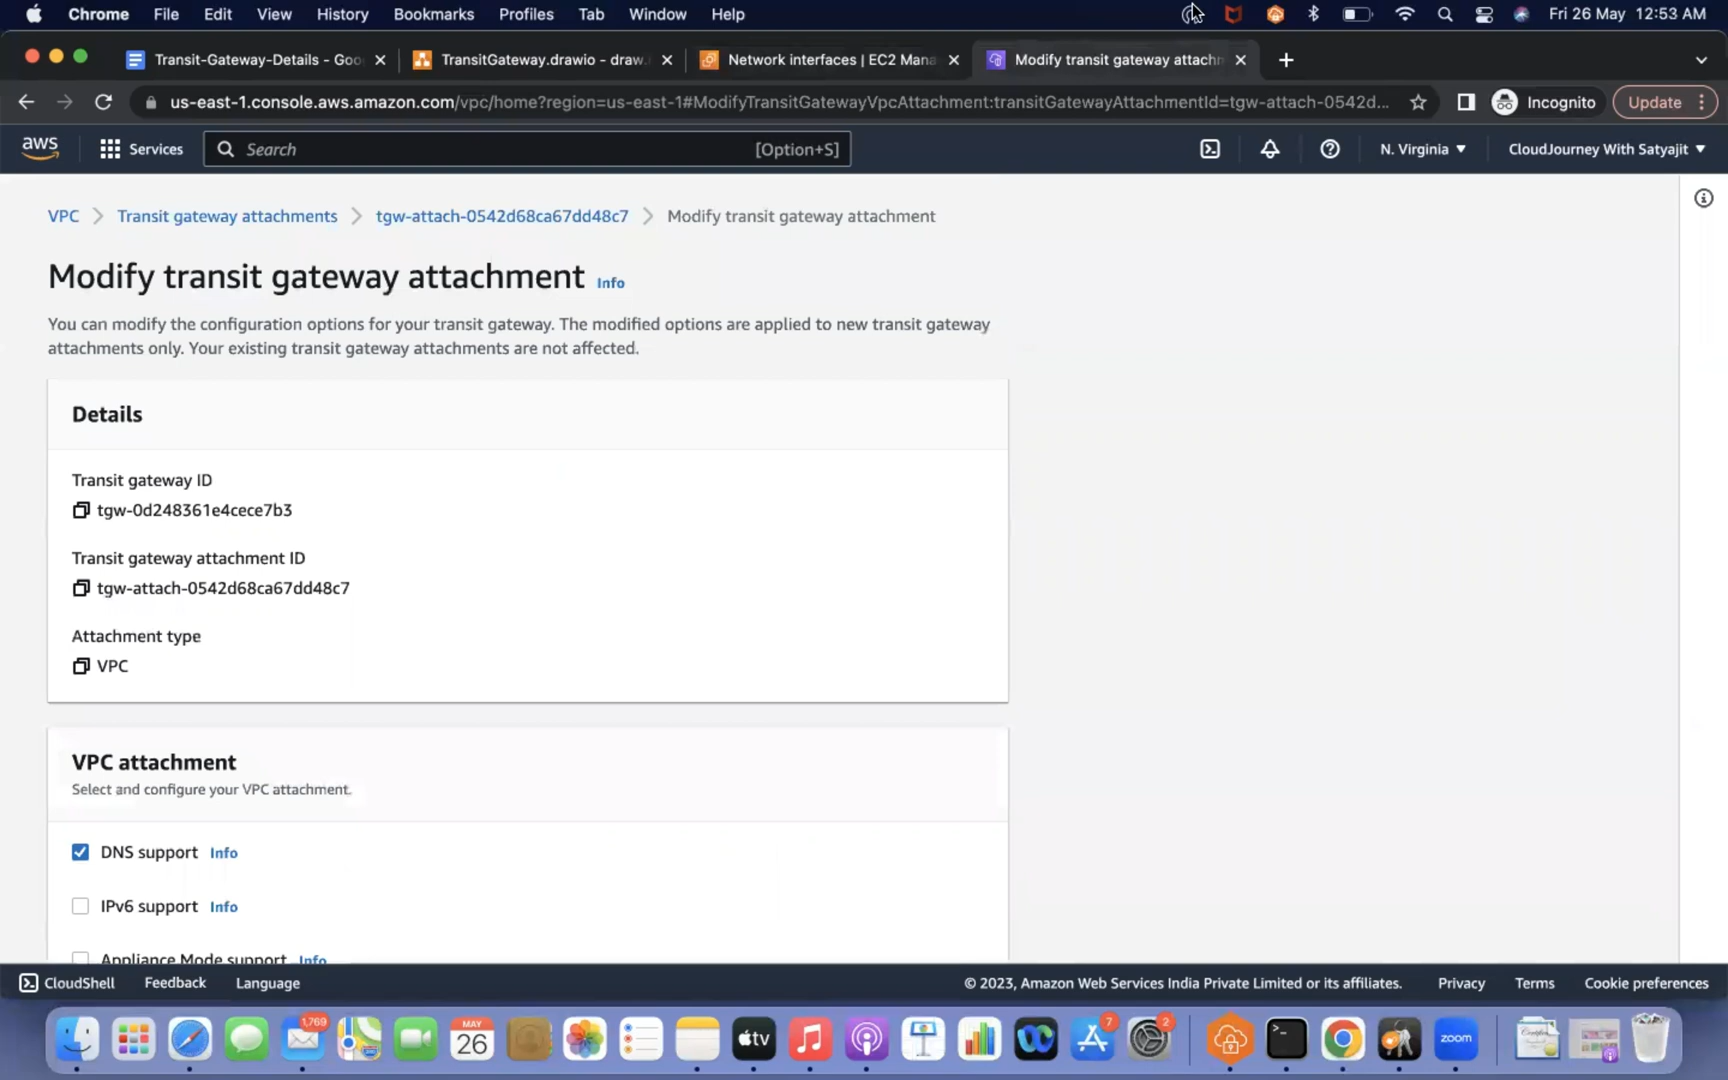 Chrome File Edit View History Bookmarks Profiles Tab Window Help Fri 26 May 12:53 AM
Transit-Gateway-Details - Goo TransitGateway.drawio - draw. Network interfaces | EC2 Mana Modify transit gateway attachn
us-east-1.console.aws.amazon.com/vpc/home?region=us-east-1#ModifyTransitGatewayVpcAttachment:transitGatewayAttachmentId=tgw-attach-0542d... Incognito Update
aws Services Search [Option+S] N. Virginia CloudJourney With Satyajit
VPC Transit gateway attachments tgw-attach-0542d68ca67dd48c7 Modify transit gateway attachment
Modify transit gateway attachment Info
You can modify the configuration options for your transit gateway. The modified options are applied to new transit gateway
attachments only. Your existing transit gateway attachments are not affected.
Details
Transit gateway ID
tgw-0d248361e4cece7b3
Transit gateway attachment ID
tgw-attach-0542d68ca67dd48c7
Attachment type
VPC
VPC attachment
Select and configure your VPC attachment.
DNS support Info
IPv6 support Info
Appliance Mode support Info
CloudShell Feedback Language © 2023, Amazon Web Services India Private Limited or its affiliates. Privacy Terms Cookie preferences
1,769 MAY 26 tv 7 2 zoom